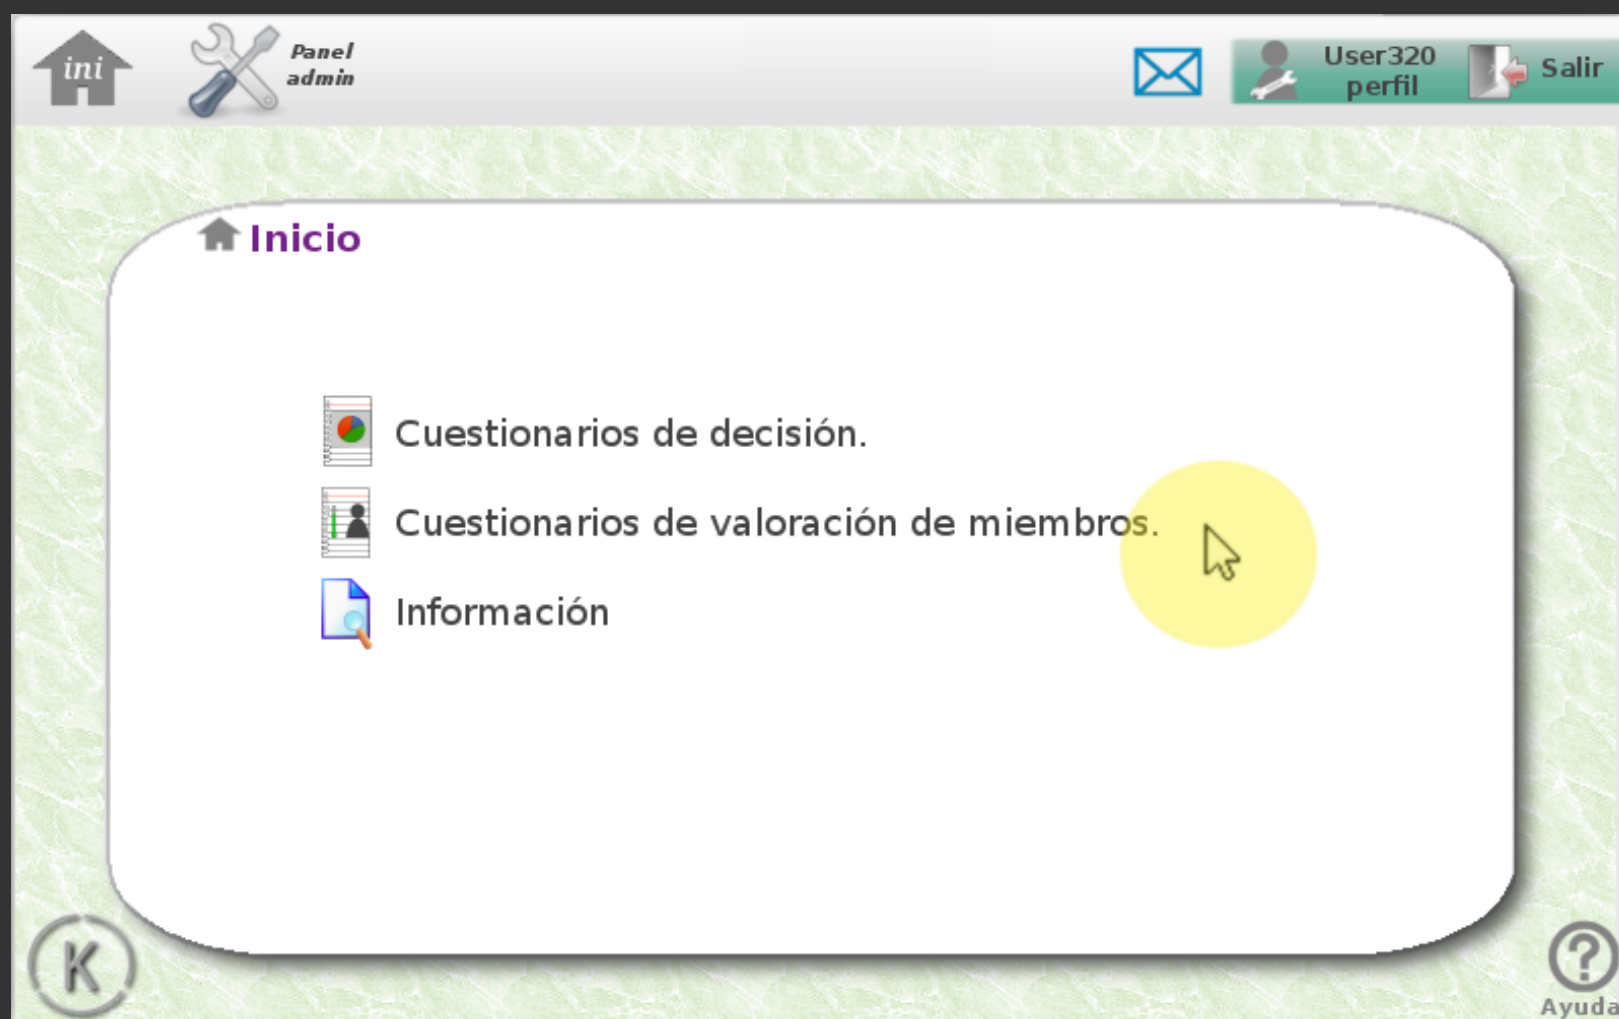 ini
Panel
admin
User320
perfil
Salir
Inicio
Cuestionarios de decisión.
Cuestionarios de valoración de miembros.
Información
K
Ayuda